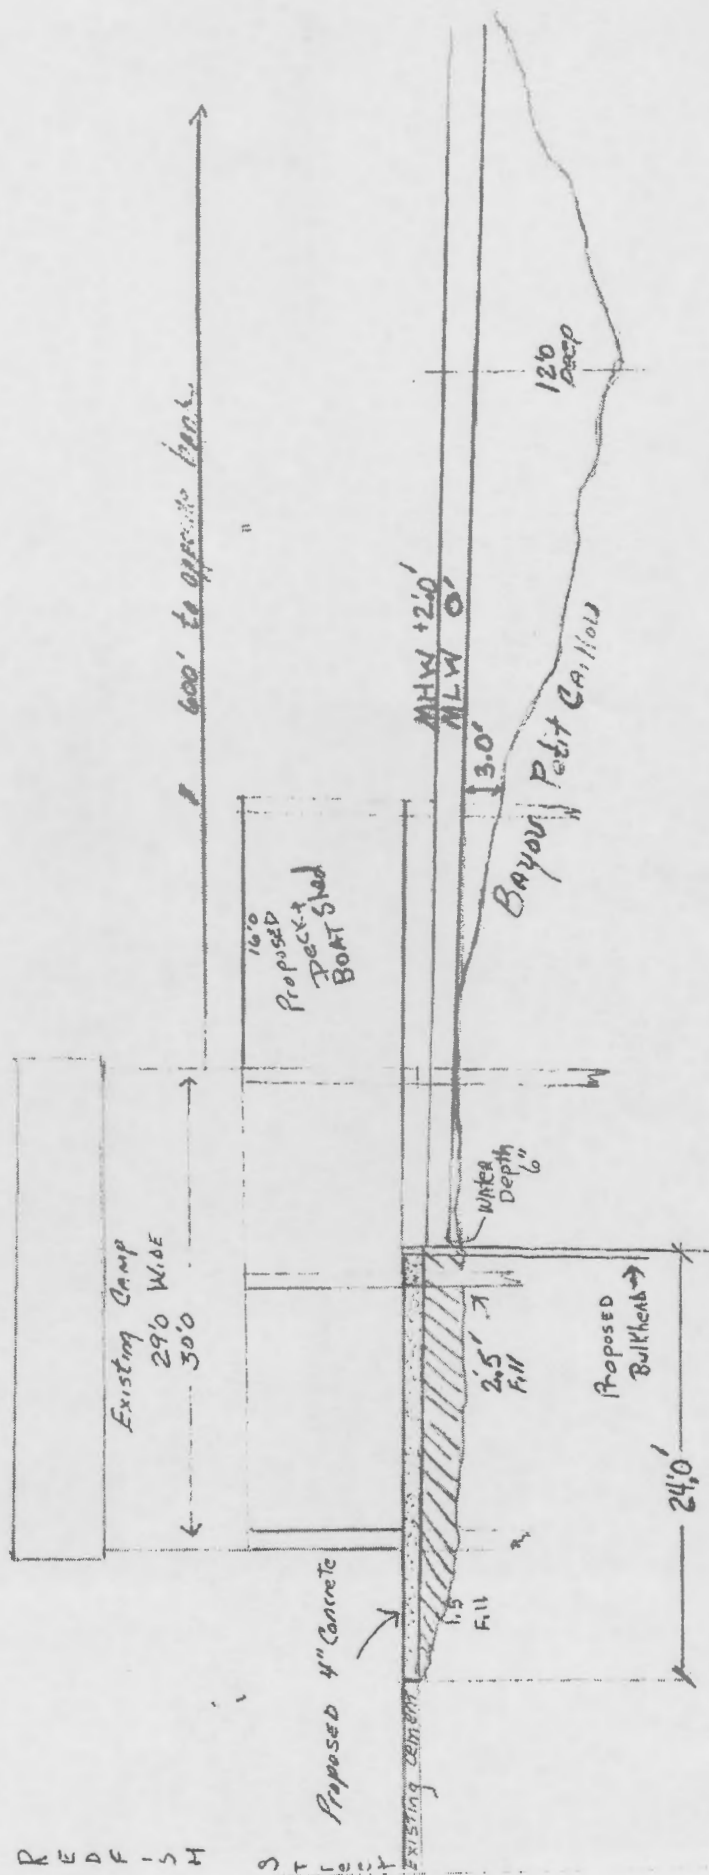 REDFISH
Street
600' to opposite bank
Existing CAMP
29'0 WIDE
30'0
16'0
Proposed
Deck+
BOAT Shed
Proposed 4" Concrete
EXISTING Cement
1.5
Fill
2.5'
Fill
WATER
Depth
6"
PROPOSED
BulKhead
24'0'
MHW +2.0'
MLW 0'
3.0'
BAYOU Petit CAillou
12'0
Deep